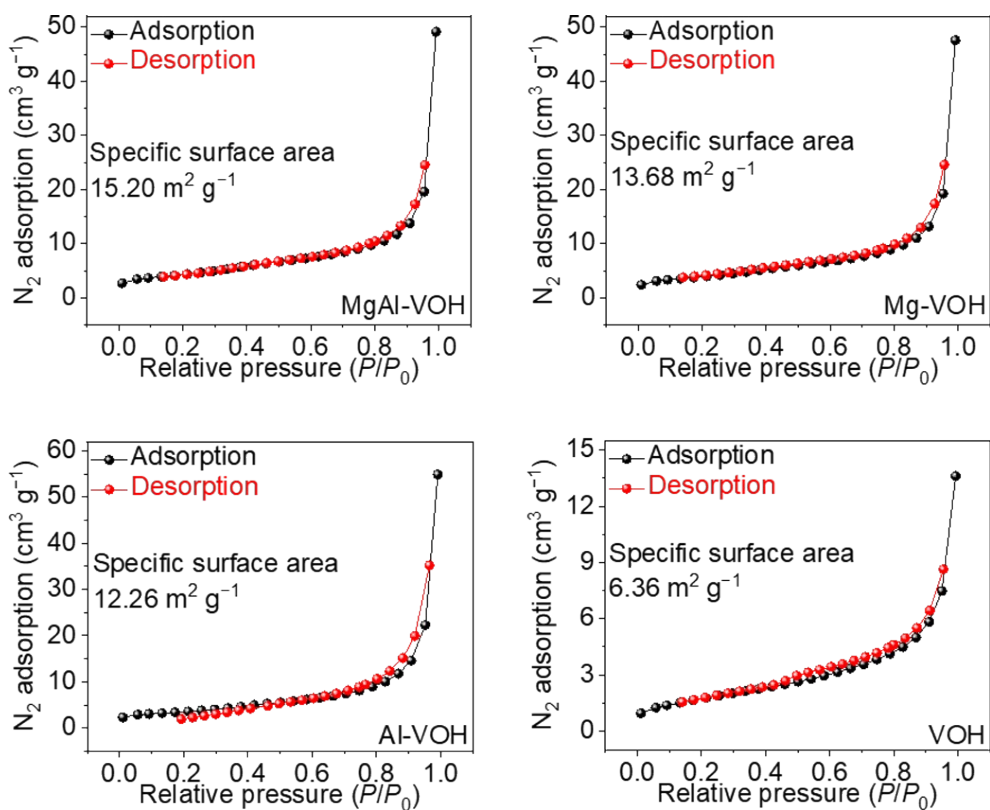 50
40
30
20
10
0
N₂ adsorption (cm³ g⁻¹)
Adsorption
Desorption
Specific surface area
15.20 m² g⁻¹
MgAl-VOH
0.0 0.2 0.4 0.6 0.8 1.0
Relative pressure (P/P₀)
50
40
30
20
10
0
N₂ adsorption (cm³ g⁻¹)
Adsorption
Desorption
Specific surface area
13.68 m² g⁻¹
Mg-VOH
0.0 0.2 0.4 0.6 0.8 1.0
Relative pressure (P/P₀)
60
50
40
30
20
10
0
N₂ adsorption (cm³ g⁻¹)
Adsorption
Desorption
Specific surface area
12.26 m² g⁻¹
Al-VOH
0.0 0.2 0.4 0.6 0.8 1.0
Relative pressure (P/P₀)
15
12
9
6
3
0
N₂ adsorption (cm³ g⁻¹)
Adsorption
Desorption
Specific surface area
6.36 m² g⁻¹
VOH
0.0 0.2 0.4 0.6 0.8 1.0
Relative pressure (P/P₀)